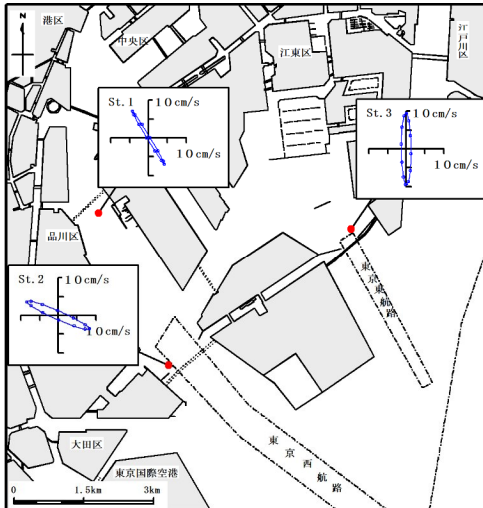 港区
N
中央区
江東区
江戸川区
St.1
10cm/s
10cm/s
St.3
10cm/s
10cm/s
品川区
St.2
10cm/s
10cm/s
東京東航路
東京西航路
大田区
東京国際空港
0
1.5km
3km